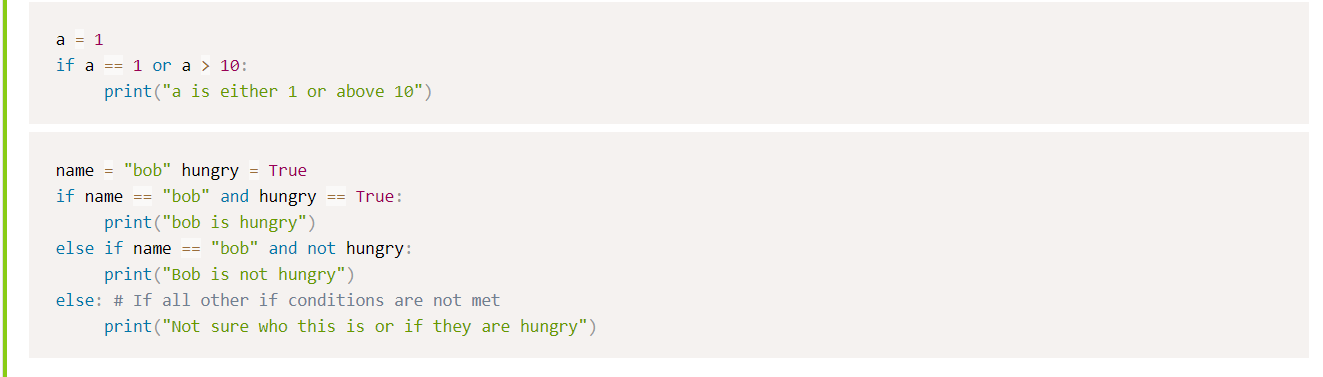 a = 1
if a == 1 or a > 10:
     print("a is either 1 or above 10")
name = "bob" hungry = True
if name == "bob" and hungry == True:
     print("bob is hungry")
else if name == "bob" and not hungry:
     print("Bob is not hungry")
else: # If all other if conditions are not met
     print("Not sure who this is or if they are hungry")